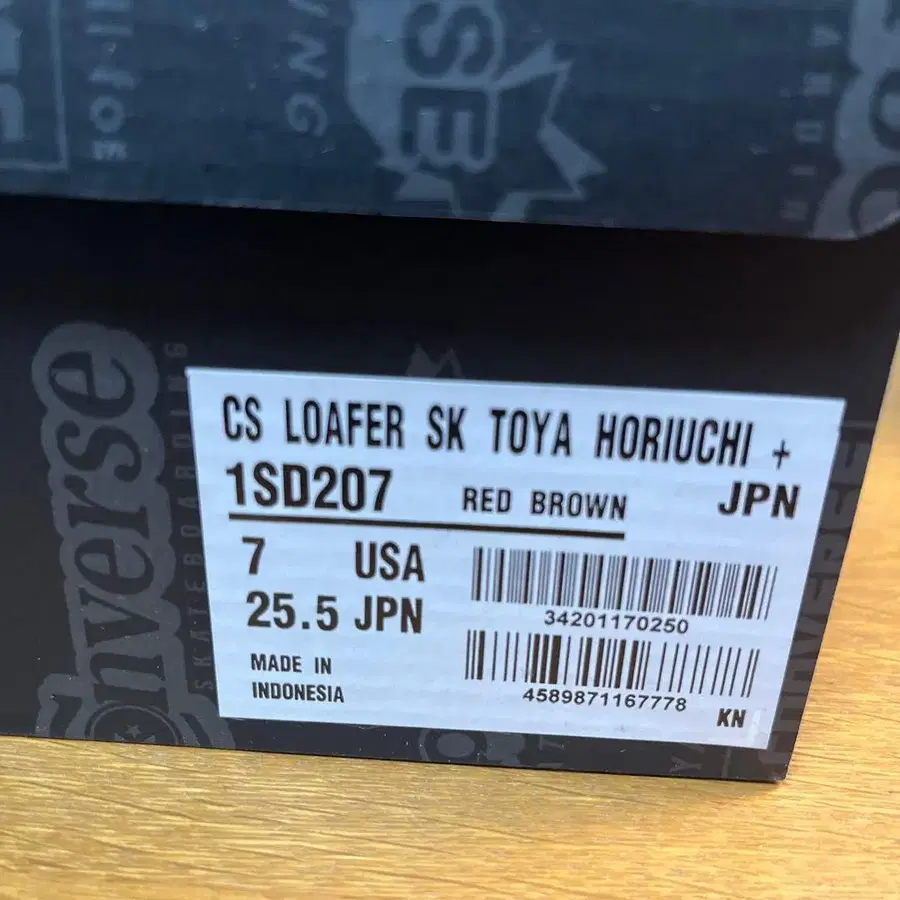 CS LOAFER SK TOYA HORIUCHI +
1SD207 RED BROWN JPN
7 USA
25.5 JPN
34201170250
MADE IN
INDONESIA
4589871167778
KN
Converse
SKATEBOARDING